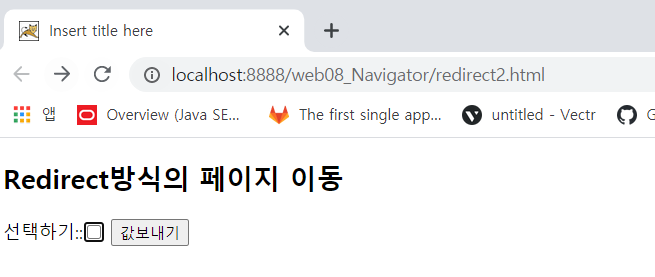 Insert title here
localhost:8888/web08_Navigator/redirect2.html
앱 Overview (Java SE... The first single app... untitled - Vectr G
Redirect방식의 페이지 이동
선택하기:: 값보내기